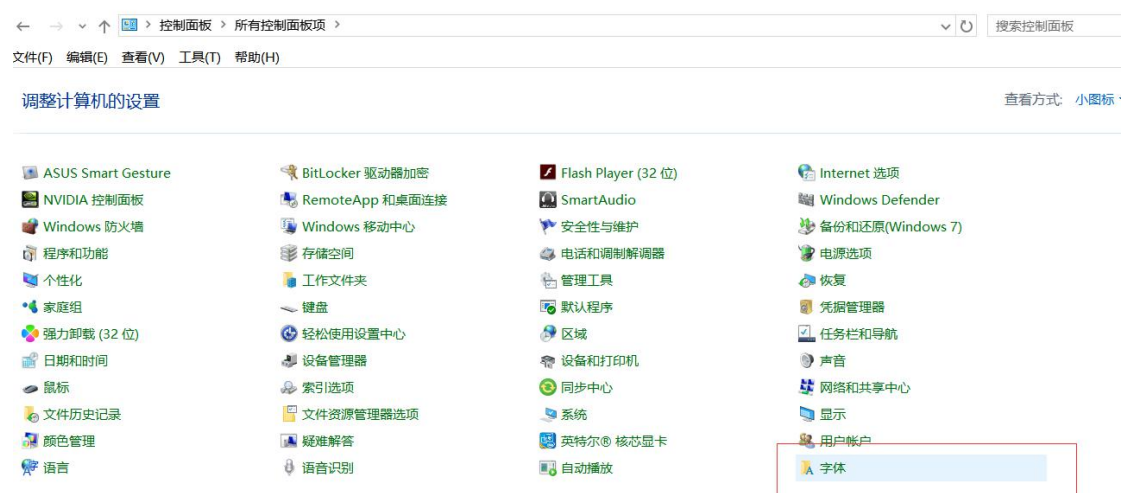 控制面板 > 所有控制面板项 >
搜索控制面板
文件(F) 编辑(E) 查看(V) 工具(T) 帮助(H)
调整计算机的设置
查看方式: 小图标
ASUS Smart Gesture BitLocker 驱动器加密 Flash Player (32 位) Internet 选项
NVIDIA 控制面板 RemoteApp 和桌面连接 SmartAudio Windows Defender
Windows 防火墙 Windows 移动中心 安全性与维护 备份和还原(Windows 7)
程序和功能 存储空间 电话和调制解调器 电源选项
个性化 工作文件夹 管理工具 恢复
家庭组 键盘 默认程序 凭据管理器
强力卸载 (32 位) 轻松使用设置中心 区域 任务栏和导航
日期和时间 设备管理器 设备和打印机 声音
鼠标 索引选项 同步中心 网络和共享中心
文件历史记录 文件资源管理器选项 系统 显示
颜色管理 疑难解答 英特尔® 核芯显卡 用户帐户
语言 语音识别 自动播放 字体